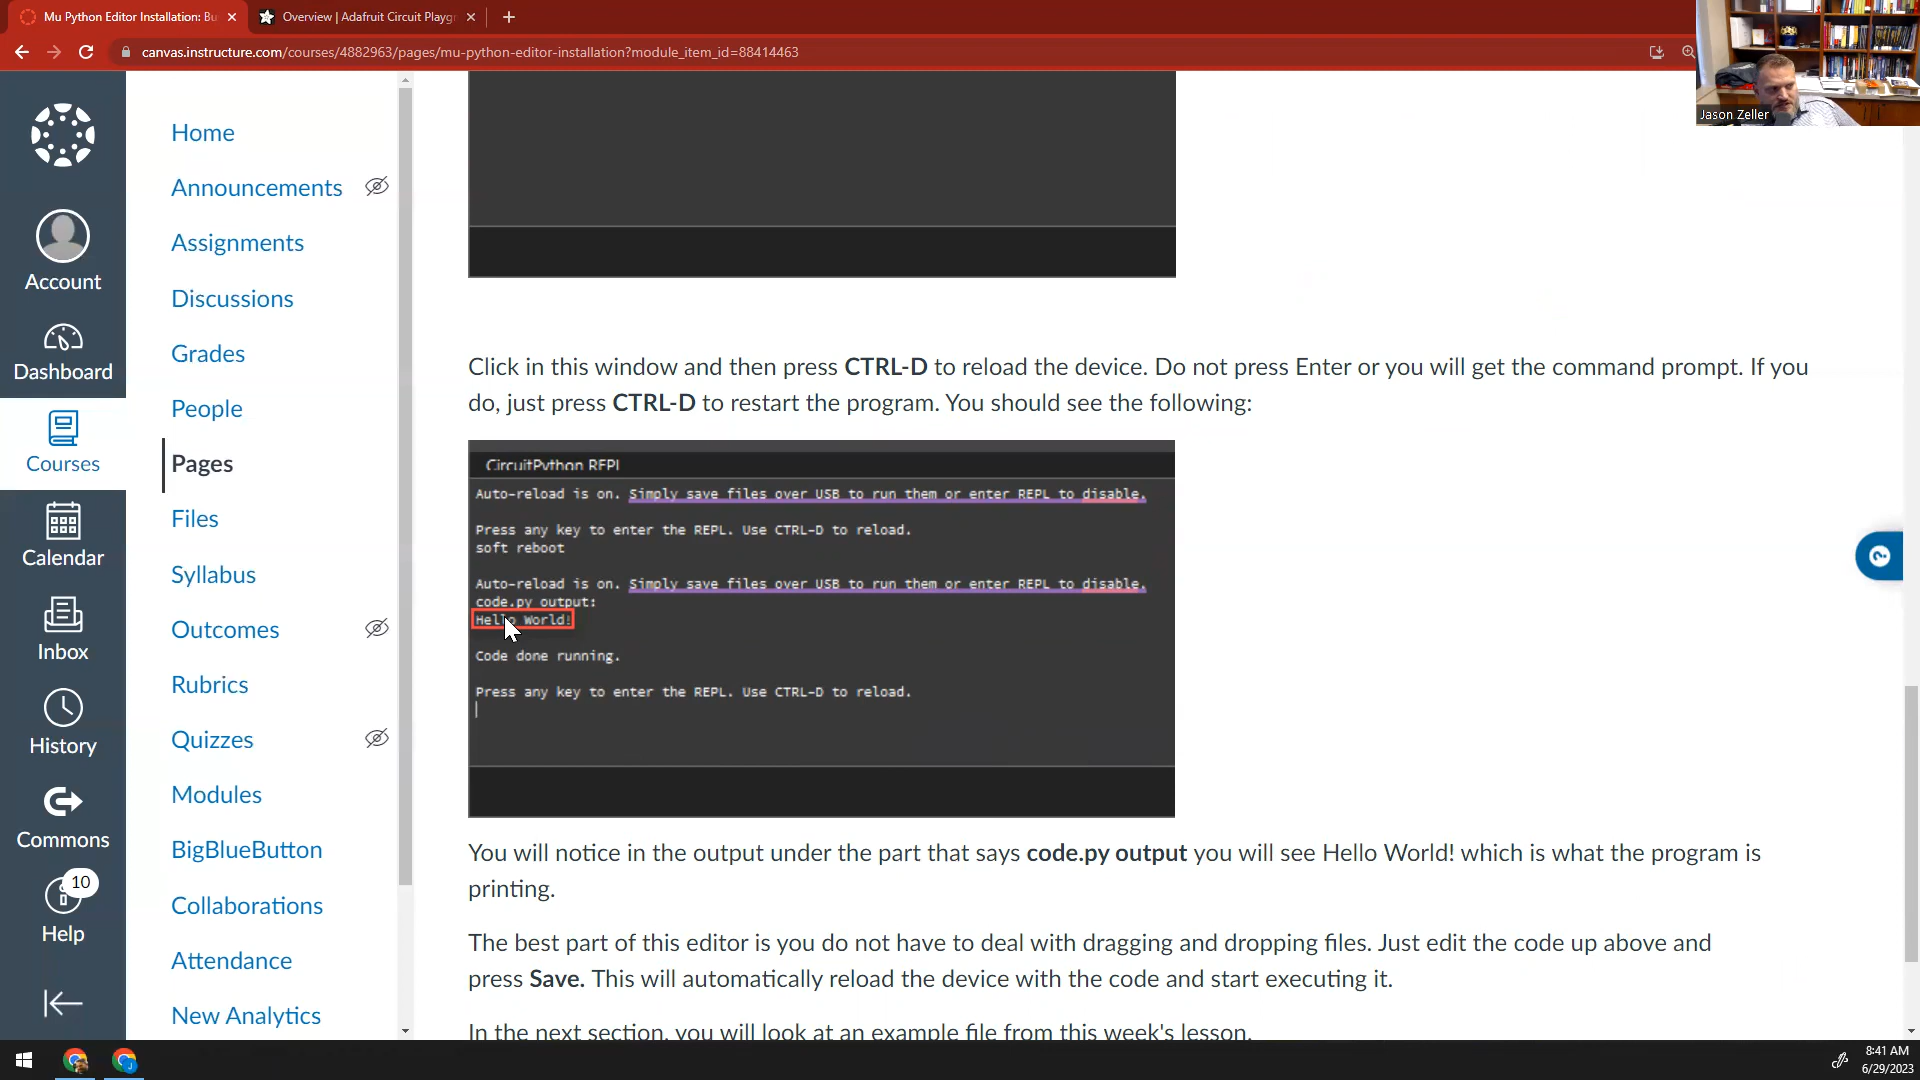 Mu Python Editor Installation: Bu
Overview | Adafruit Circuit Playgr
canvas.instructure.com/courses/4882963/pages/mu-python-editor-installation?module_item_id=88414463
Jason Zeller
Account
Dashboard
Courses
Calendar
Inbox
History
Commons
10
Help
Home
Announcements
Assignments
Discussions
Grades
People
Pages
Files
Syllabus
Outcomes
Rubrics
Quizzes
Modules
BigBlueButton
Collaborations
Attendance
New Analytics
Click in this window and then press CTRL-D to reload the device. Do not press Enter or you will get the command prompt. If you
do, just press CTRL-D to restart the program. You should see the following:
CircuitPython REPL
Auto-reload is on. Simply save files over USB to run them or enter REPL to disable.
Press any key to enter the REPL. Use CTRL-D to reload.
soft reboot
Auto-reload is on. Simply save files over USB to run them or enter REPL to disable.
code.py output:
Hello World!
Code done running.
Press any key to enter the REPL. Use CTRL-D to reload.
You will notice in the output under the part that says code.py output you will see Hello World! which is what the program is
printing.
The best part of this editor is you do not have to deal with dragging and dropping files. Just edit the code up above and
press Save. This will automatically reload the device with the code and start executing it.
In the next section, you will look at an example file from this week's lesson.
8:41 AM
6/29/2023